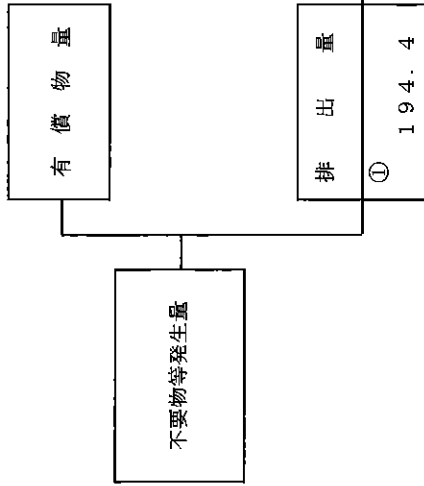 有償物量
不要物等発生量
排出量
①
194.4